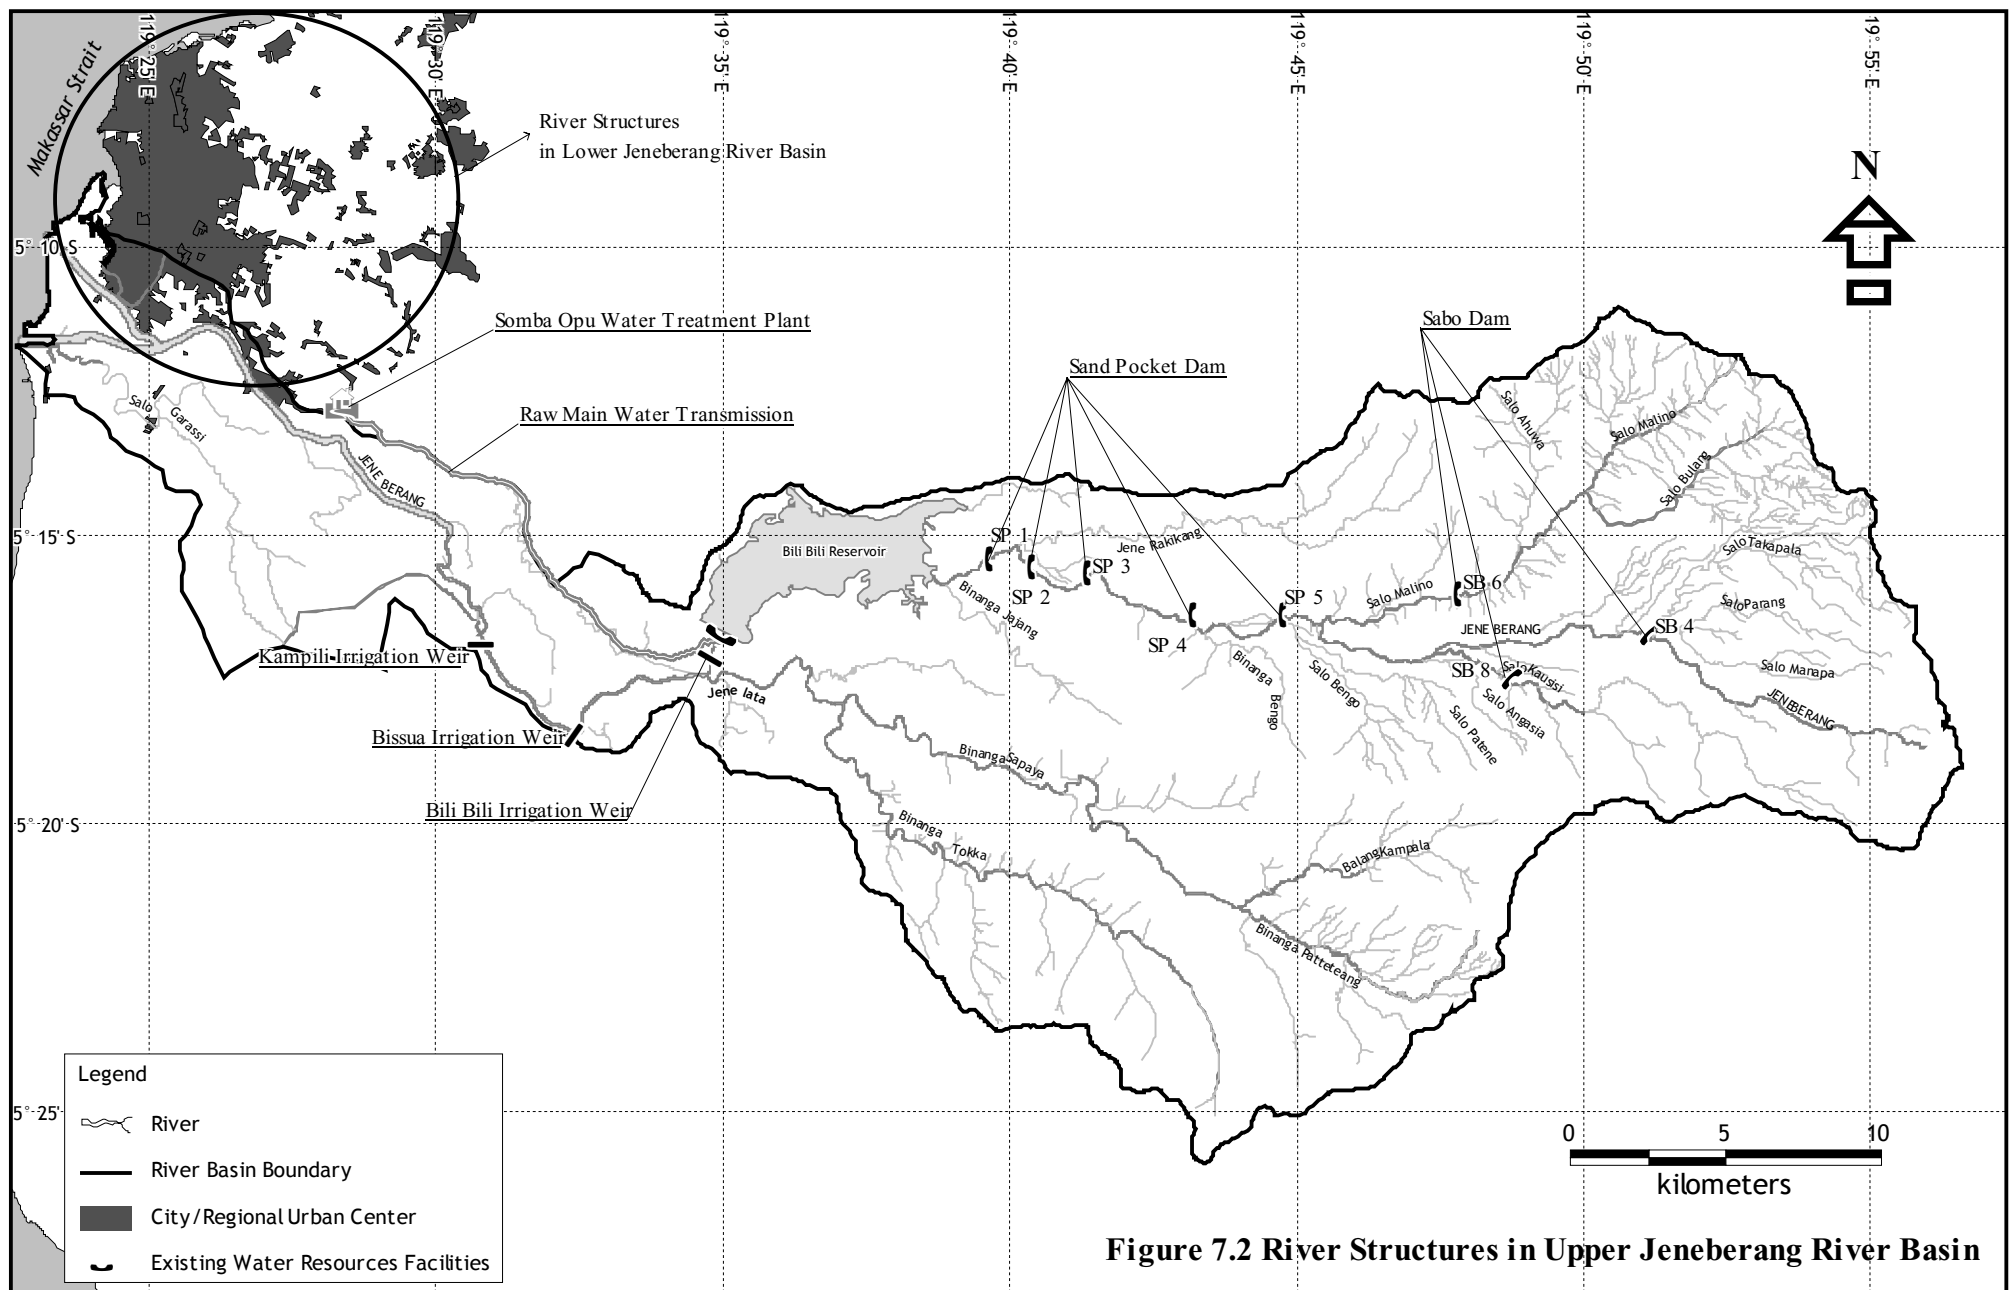 119° 25' E
119° 30' E
119° 35' E
119° 40' E
119° 45' E
119° 50' E
119° 55' E
Makassar Strait
River Structures
in Lower Jeneberang River Basin
N
5° 10' S
Somba Opu Water Treatment Plant
Sabo Dam
Sand Pocket Dam
Raw Main Water Transmission
Salo Garassi
JENE BERANG
Salo Ahuwa
Salo Malino
Salo Bulang
5° 15' S
Bili Bili Reservoir
SP 1
Jene Rakikang
SP 3
SP 2
Binanga Jajang
SP 4
SP 5
Salo Malino
SB 6
Salo Takapala
Salo Parang
JENE BERANG
SB 4
Salo Manapa
JENEBERANG
SB 8
Salo Kausisi
Salo Angasia
Salo Patene
Salo Bengo
Binanga Bengo
Kampili Irrigation Weir
Jene lata
Bissua Irrigation Weir
Binanga Sapaya
Bili Bili Irrigation Weir
5° 20' S
Binanga Tokka
Balang Kampala
Binanga Patteteang
5° 25'
Legend
River
River Basin Boundary
City/Regional Urban Center
Existing Water Resources Facilities
0 5 10
kilometers
Figure 7.2 River Structures in Upper Jeneberang River Basin